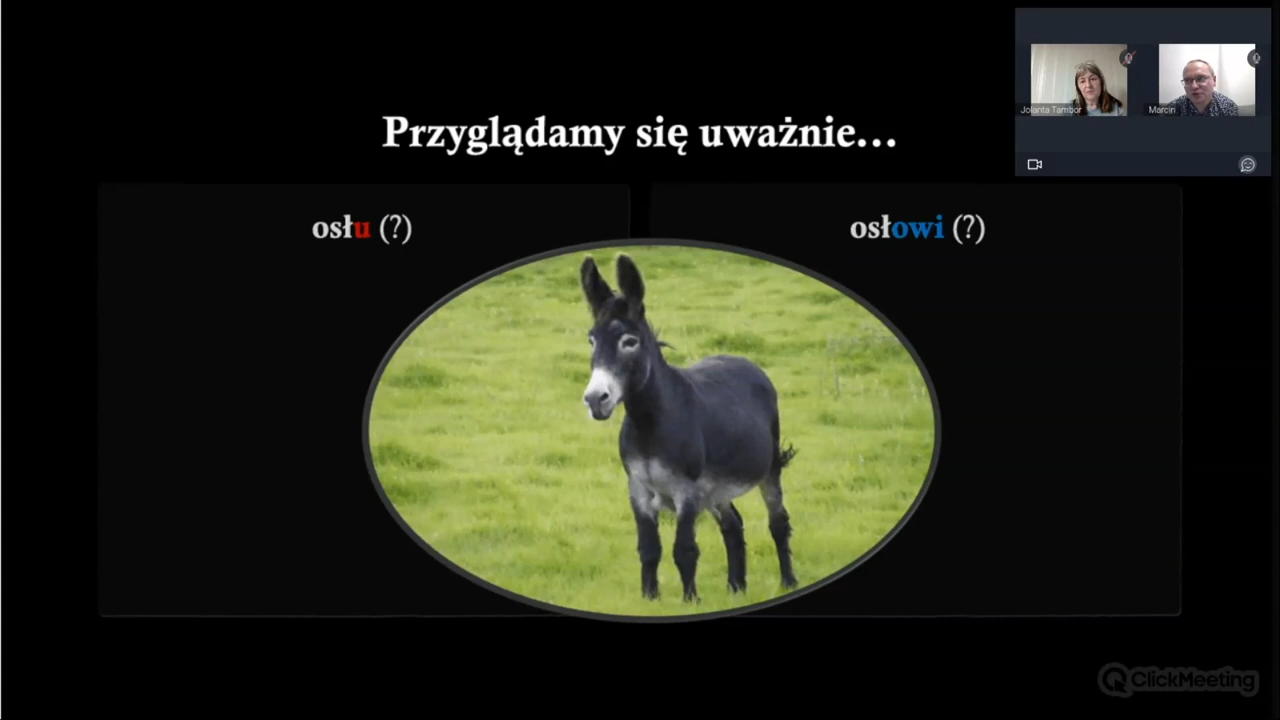 Jolanta Tambor
Marcin
Przyglądamy się uważnie…
osłu (?)
osłowi (?)
ClickMeeting